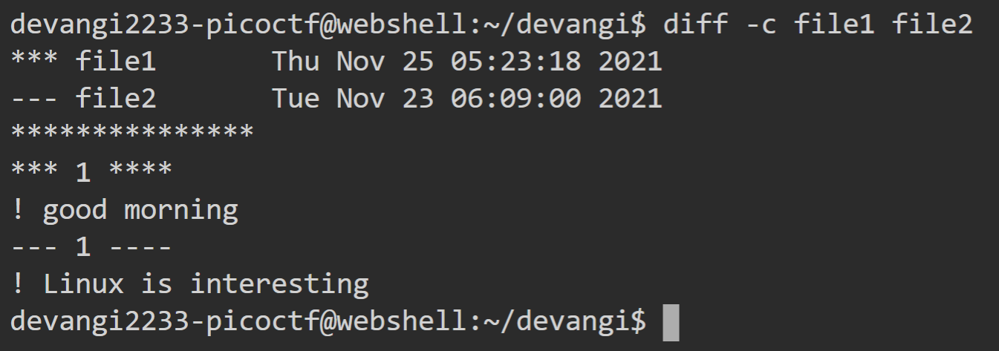 devangi2233-picoctf@webshell:~/devangi$ diff -c file1 file2
*** file1       Thu Nov 25 05:23:18 2021
--- file2       Tue Nov 23 06:09:00 2021
***************
*** 1 ****
! good morning
--- 1 ----
! Linux is interesting
devangi2233-picoctf@webshell:~/devangi$